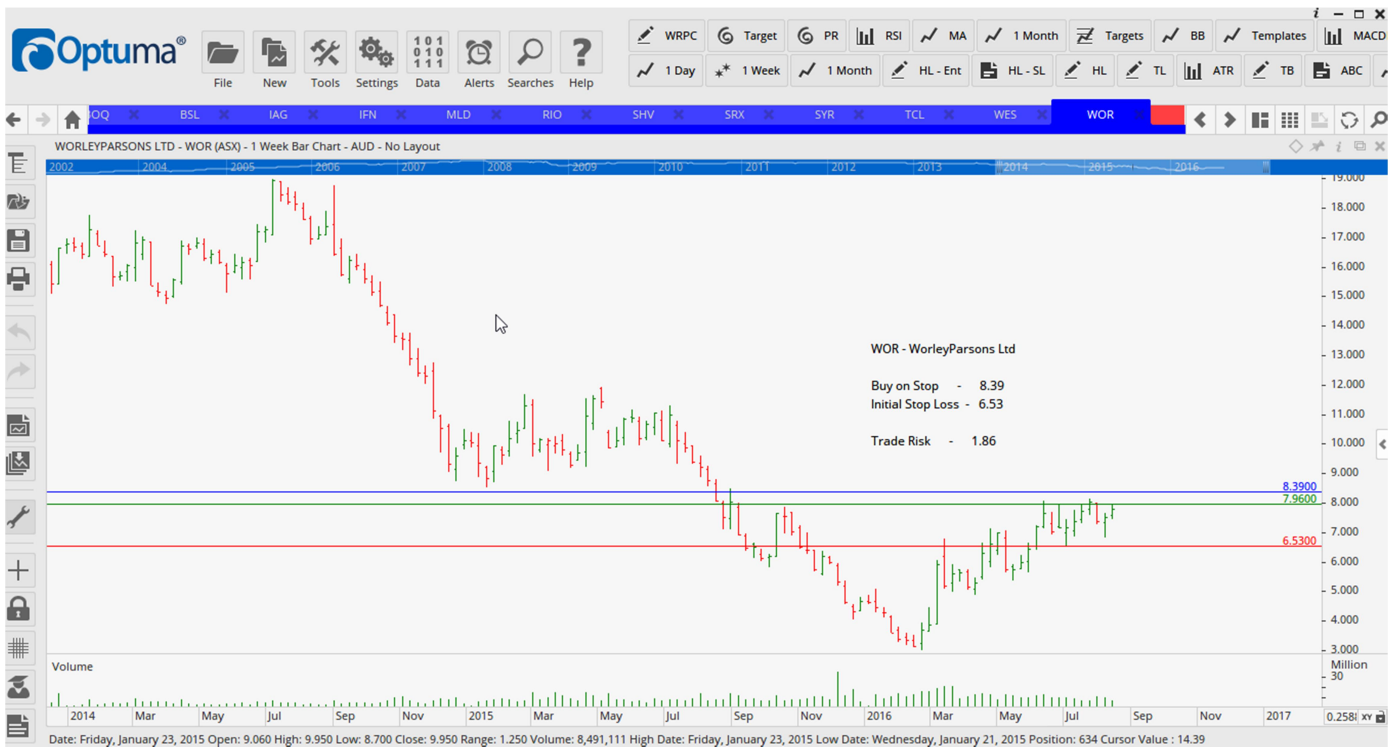 Optuma®
File
New
Tools
Settings
Data
Alerts
Searches
Help
101
010
111
WRPC
Target
PR
RSI
MA
1 Month
Targets
BB
Templates
MACD
1 Day
1 Week
1 Month
HL - Ent
HL - SL
HL
TL
ATR
TB
ABC
OQ
BSL
IAG
IFN
MLD
RIO
SHV
SRX
SYR
TCL
WES
WOR
WORLEYPARSONS LTD - WOR (ASX) - 1 Week Bar Chart - AUD - No Layout
2002 2004 2005 2006 2007 2008 2009 2010 2011 2012 2013 2014 2015 2016
19.000
18.000
17.000
16.000
15.000
14.000
13.000
12.000
11.000
10.000
9.000
8.000
7.000
6.000
5.000
4.000
3.000
WOR - WorleyParsons Ltd
Buy on Stop - 8.39
Initial Stop Loss - 6.53
Trade Risk - 1.86
8.3900
7.9600
6.5300
Volume
Million
30
2014 Mar May Jul Sep Nov 2015 Mar May Jul Sep Nov 2016 Mar May Jul Sep Nov 2017
XY
Date: Friday, January 23, 2015 Open: 9.060 High: 9.950 Low: 8.700 Close: 9.950 Range: 1.250 Volume: 8,491,111 High Date: Friday, January 23, 2015 Low Date: Wednesday, January 21, 2015 Position: 634 Cursor Value : 14.39